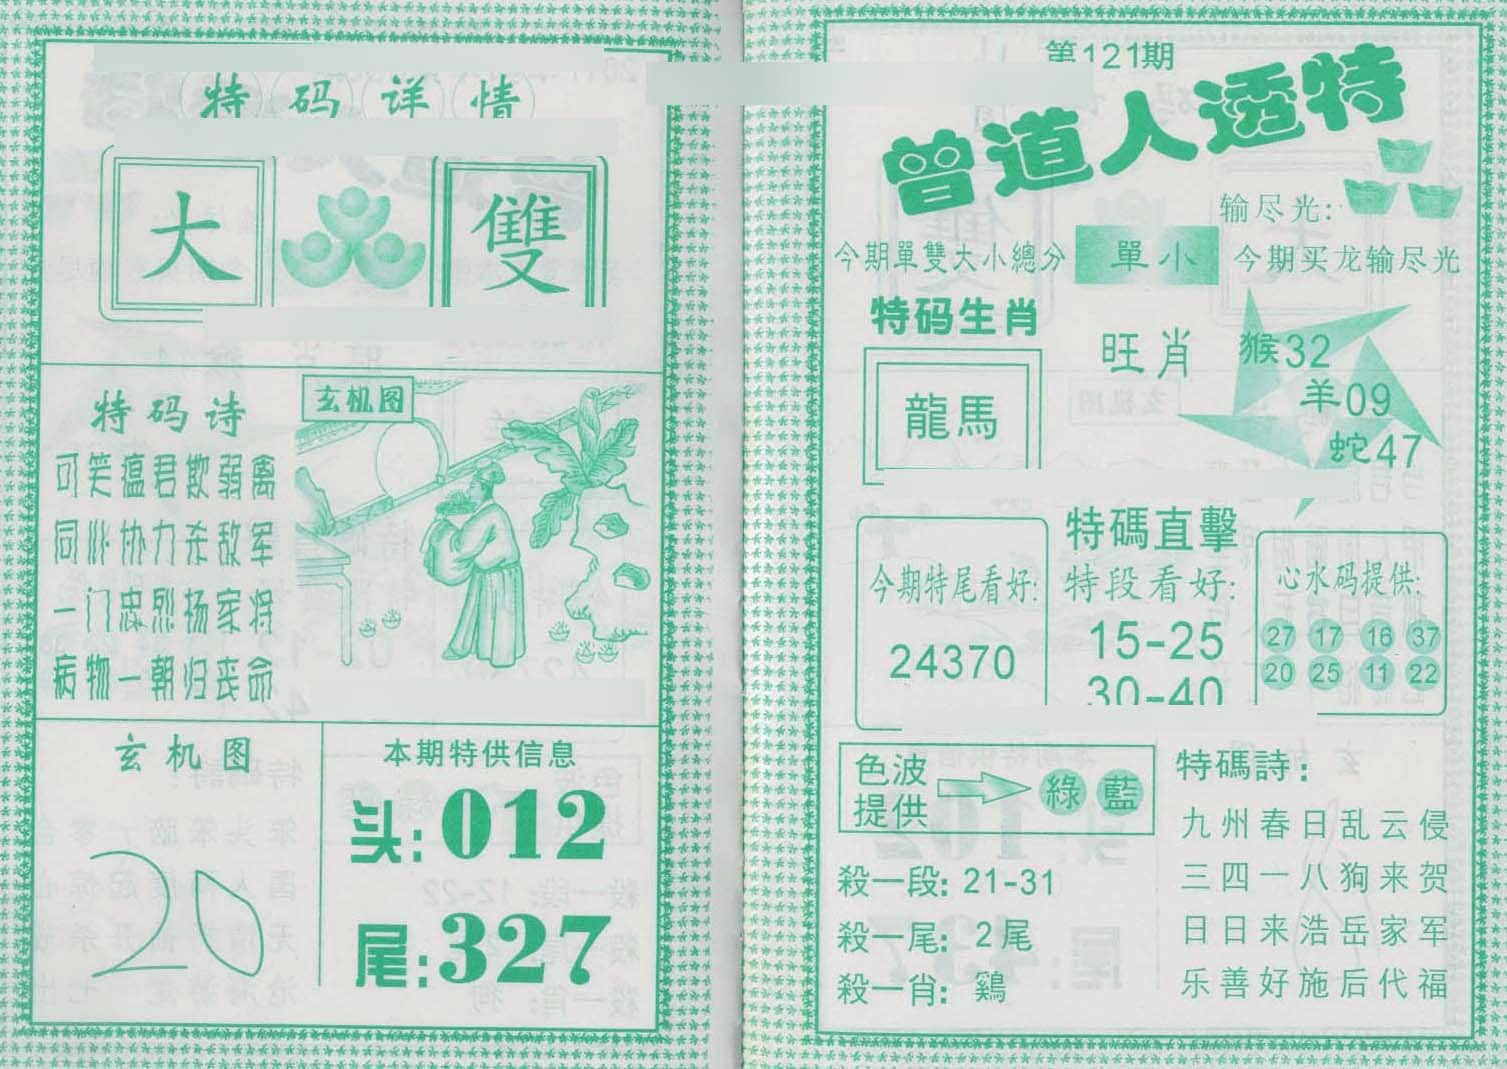 特码详情
大 雙
特码诗
可笑瘟君欺弱离
同州协力杀敌军
一门忠烈杨家将
病物一朝归丧命
玄机图
玄机图
20
本期特供信息
头:012
尾:327
第121期
曾道人透特
输尽光:
今期單雙大小總分 單小 今期买龙输尽光
特码生肖
龍馬
旺肖
猴32
羊09
蛇47
今期特尾看好:
24370
特碼直擊
特段看好:
15-25
30-40
心水码提供:
27 17 16 37
20 25 11 22
色波
提供
綠 藍
殺一段: 21-31
殺一尾: 2尾
殺一肖: 鷄
特碼詩:
九州春日乱云侵
三四一八狗来贺
日日来浩岳家军
乐善好施后代福